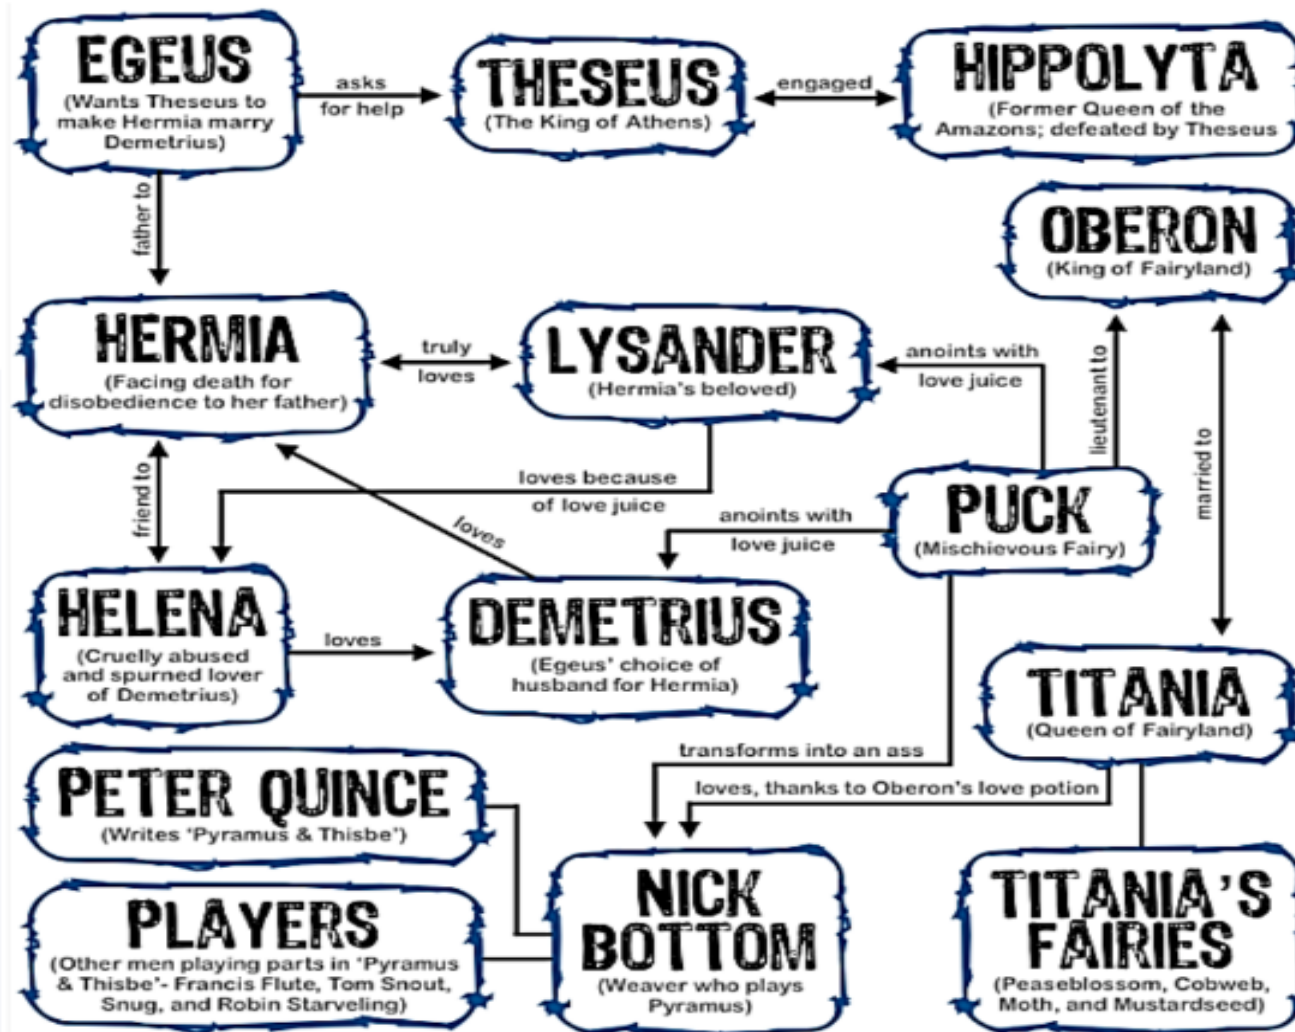 EGEUS
(Wants Theseus to
make Hermia marry
Demetrius)
asks
for help
THESEUS
(The King of Athens)
engaged
HIPPOLYTA
(Former Queen of the
Amazons; defeated by Theseus
father to
OBERON
(King of Fairyland)
HERMIA
(Facing death for
disobedience to her father)
truly
loves
LYSANDER
(Hermia's beloved)
anoints with
love juice
lieutenant to
married to
friend to
loves because
of love juice
loves
anoints with
love juice
PUCK
(Mischievous Fairy)
HELENA
(Cruelly abused
and spurned lover
of Demetrius)
loves
DEMETRIUS
(Egeus' choice of
husband for Hermia)
TITANIA
(Queen of Fairyland)
transforms into an ass
loves, thanks to Oberon's love potion
PETER QUINCE
(Writes 'Pyramus & Thisbe')
PLAYERS
(Other men playing parts in 'Pyramus
& Thisbe'- Francis Flute, Tom Snout,
Snug, and Robin Starveling)
NICK
BOTTOM
(Weaver who plays
Pyramus)
TITANIA'S
FAIRIES
(Peaseblossom, Cobweb,
Moth, and Mustardseed)